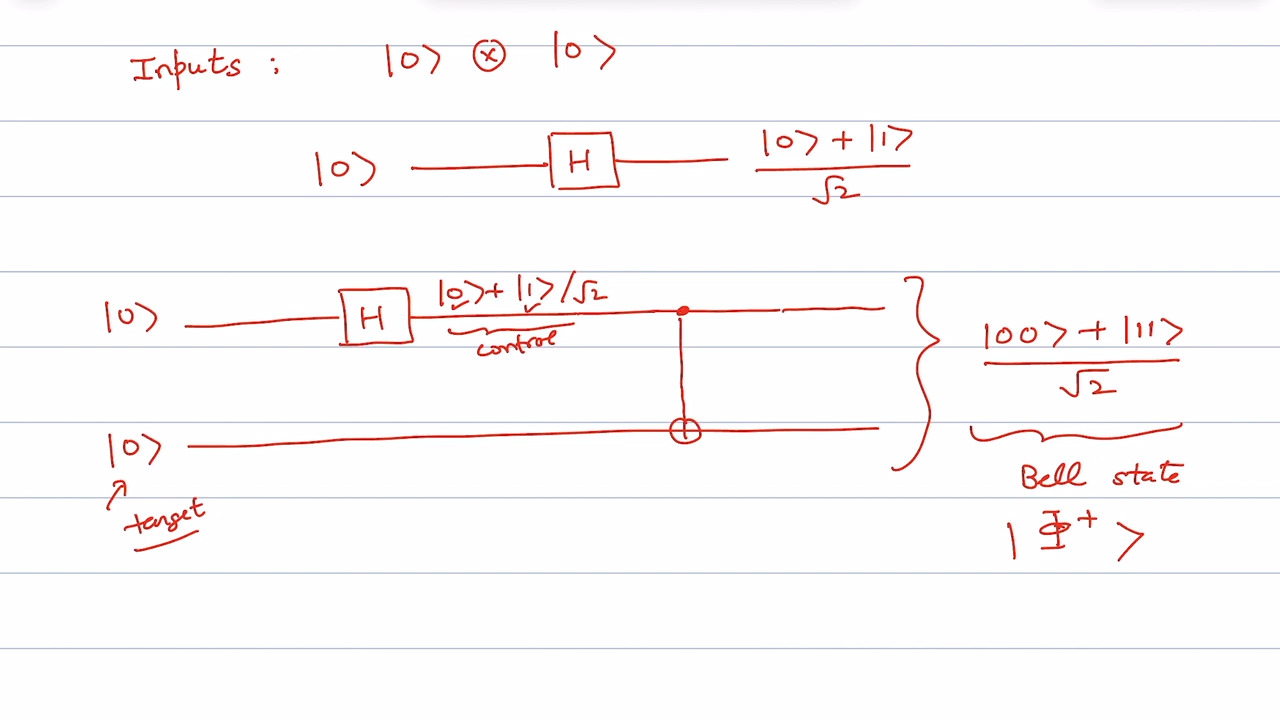 Inputs : |0> ⊗ |0>
|0> H |0> + |1> / √2
|0> H |0> + |1> /√2
control
|00> + |11> / √2
|0>
target
Bell state
| Φ⁺ >